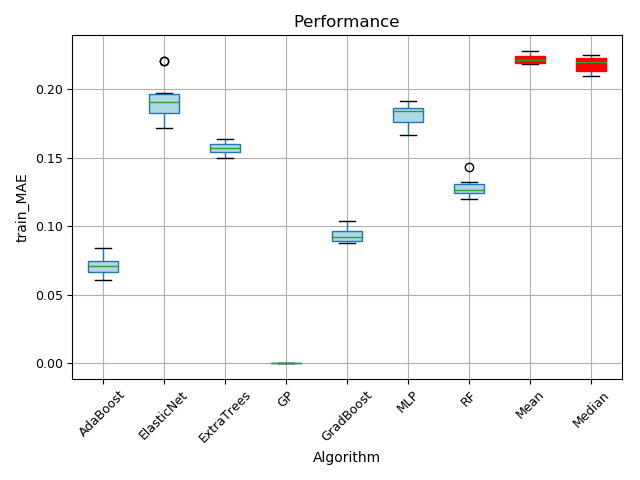 Performance
train_MAE
0.20
0.15
0.10
0.05
0.00
AdaBoost
ElasticNet
ExtraTrees
GP
GradBoost
MLP
RF
Mean
Median
Algorithm